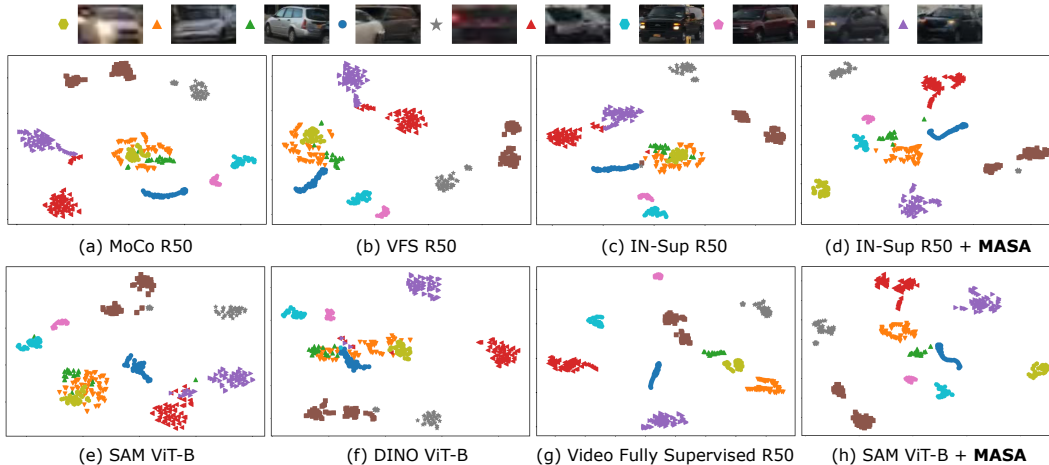 (a) MoCo R50
(b) VFS R50
(c) IN-Sup R50
(d) IN-Sup R50 + MASA
(e) SAM ViT-B
(f) DINO ViT-B
(g) Video Fully Supervised R50
(h) SAM ViT-B + MASA